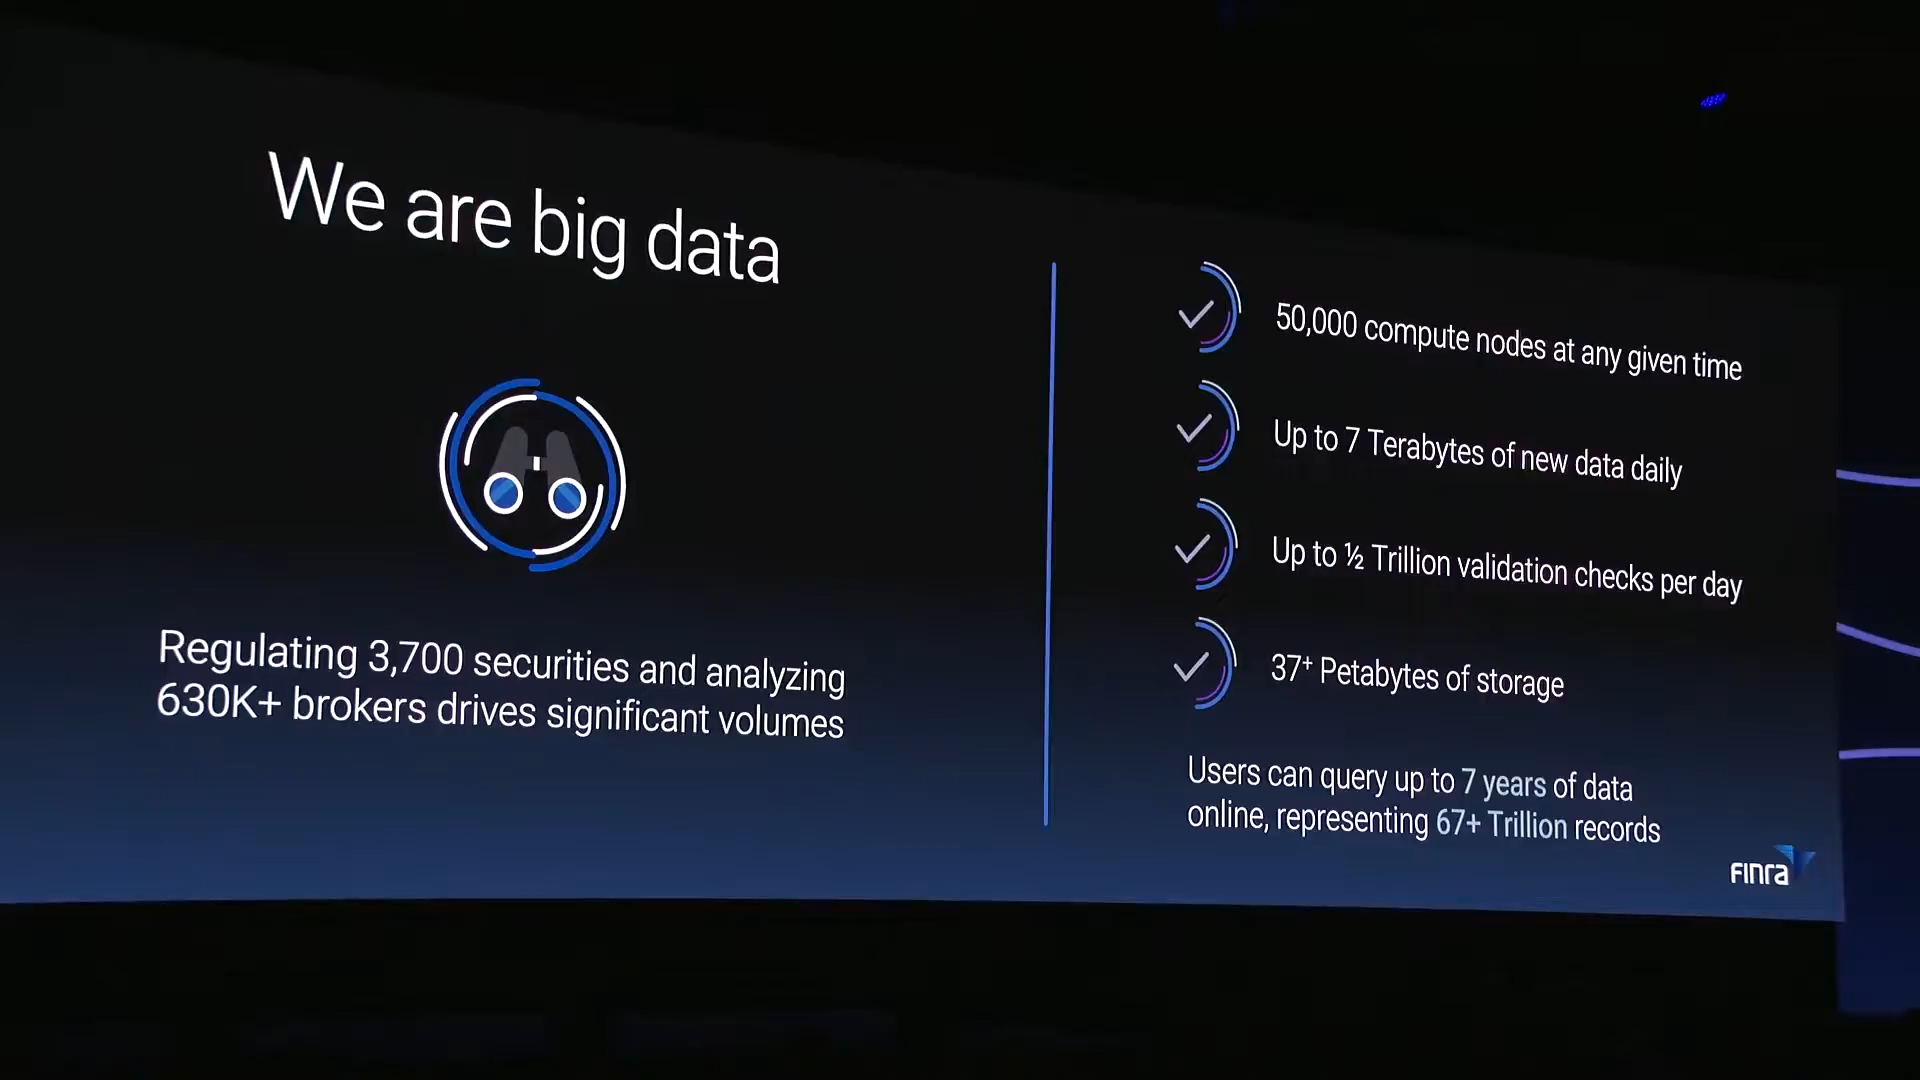 We are big data
Regulating 3,700 securities and analyzing
630K+ brokers drives significant volumes
50,000 compute nodes at any given time
Up to 7 Terabytes of new data daily
Up to ½ Trillion validation checks per day
37⁺ Petabytes of storage
Users can query up to 7 years of data
online, representing 67+ Trillion records
FINRA